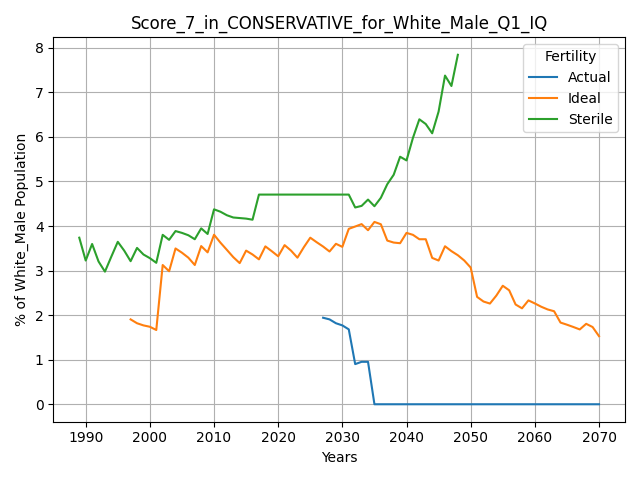 Score_7_in_CONSERVATIVE_for_White_Male_Q1_IQ
Fertility
Actual
Ideal
Sterile
% of White_Male Population
8
7
6
5
4
3
2
1
0
1990 2000 2010 2020 2030 2040 2050 2060 2070
Years